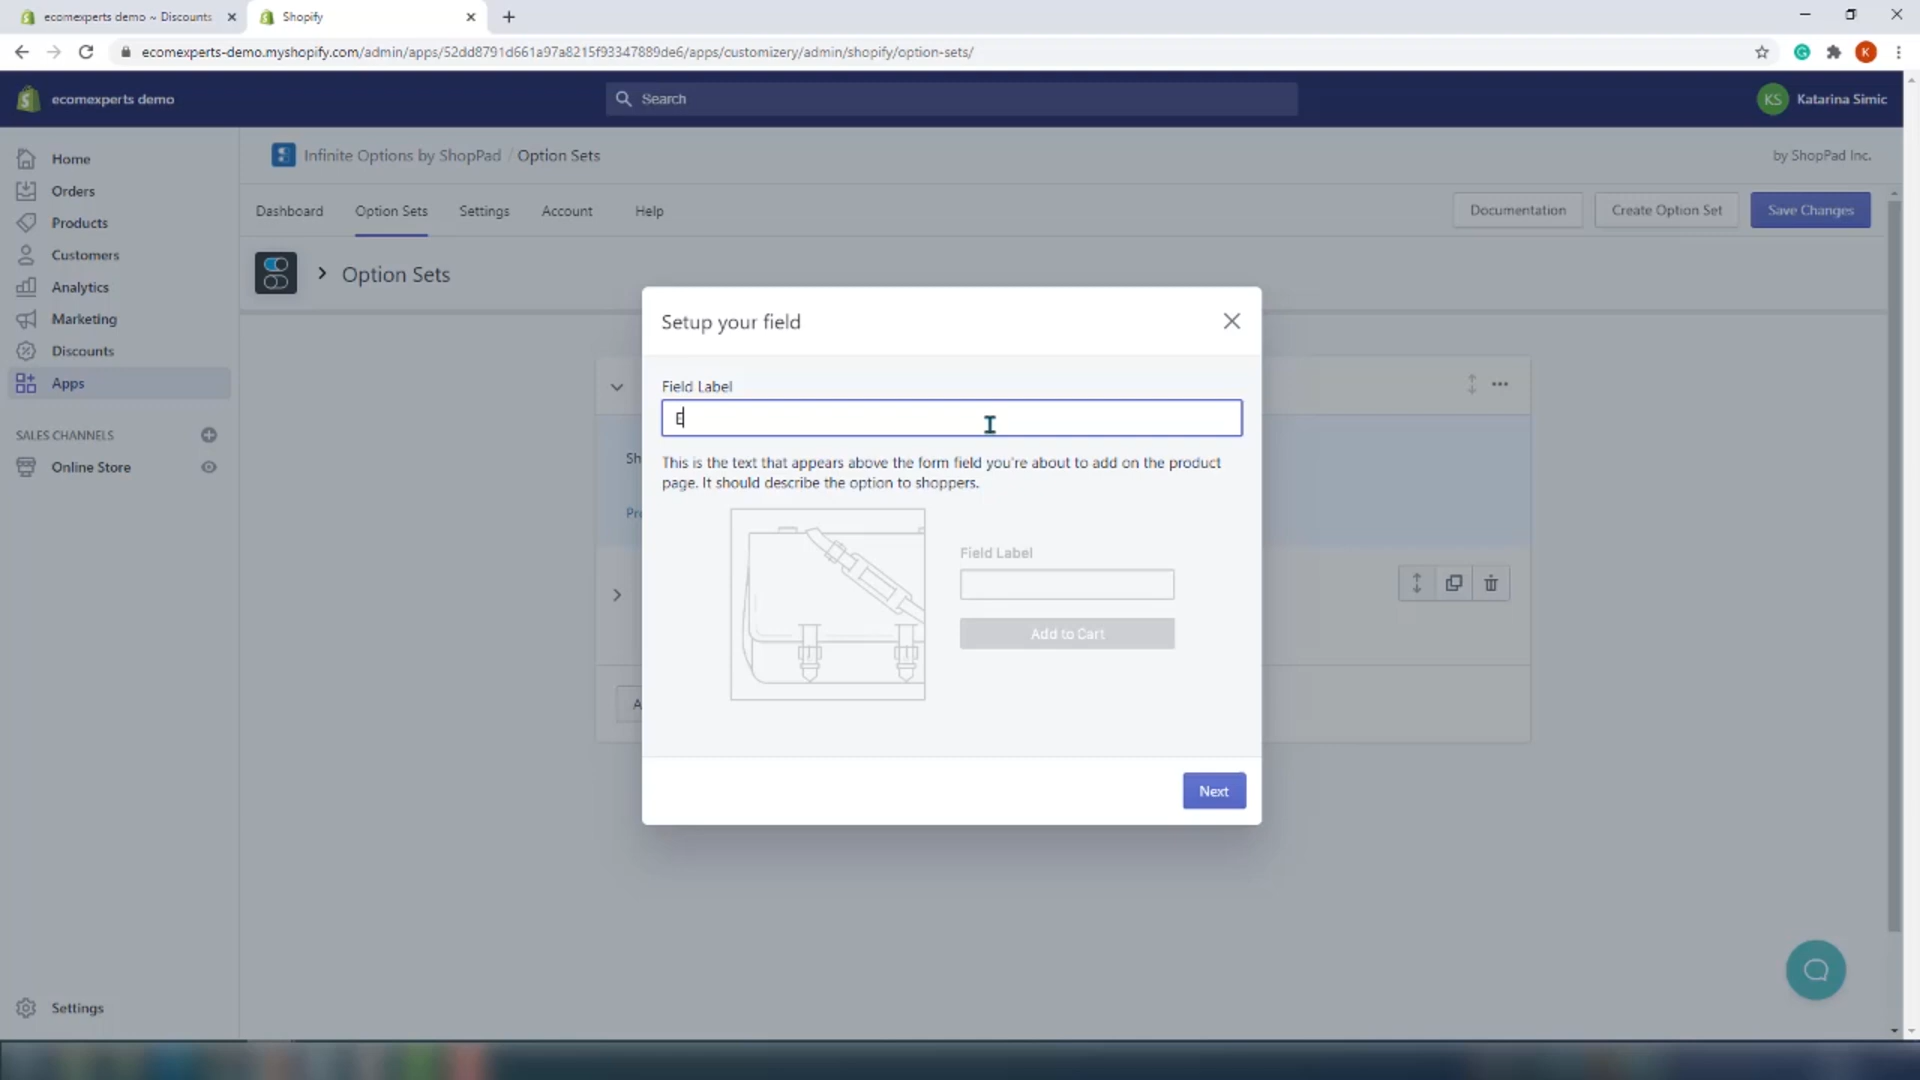 ecomexperts demo ~ Discounts
Shopify
ecomexperts-demo.myshopify.com/admin/apps/52dd8791d661a97a8215f93347889de6/apps/customizery/admin/shopify/option-sets/
K
ecomexperts demo
Search
KS Katarina Simic
Home
Orders
Products
Customers
Analytics
Marketing
Discounts
Apps
SALES CHANNELS
Online Store
Settings
Infinite Options by ShopPad / Option Sets
by ShopPad Inc.
Dashboard Option Sets Settings Account Help
Documentation Create Option Set Save Changes
Option Sets
Sh
Pr
A
Setup your field
Field Label
E
This is the text that appears above the form field you're about to add on the product
page. It should describe the option to shoppers.
Field Label
Add to Cart
Next